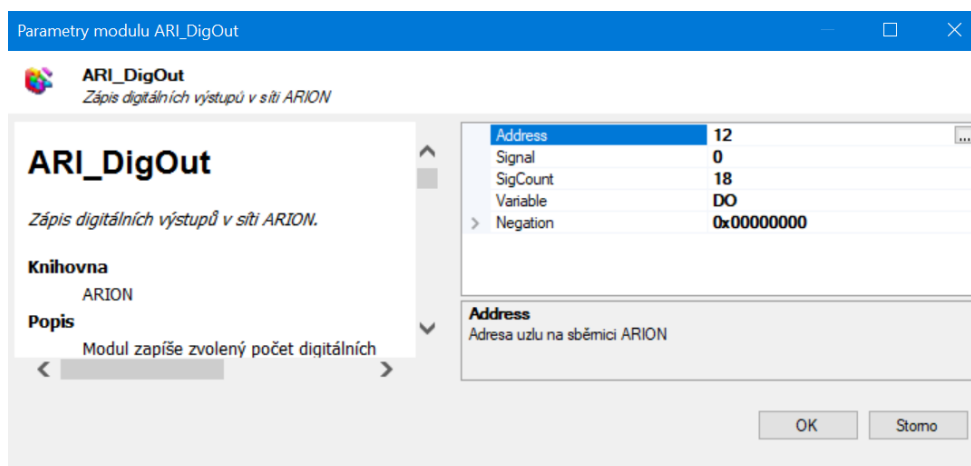 Parametry modulu ARI_DigOut
ARI_DigOut
Zápis digitálních výstupů v síti ARION
ARI_DigOut
Zápis digitálních výstupů v síti ARION.
Knihovna
ARION
Popis
Modul zapíše zvolený počet digitálních
Address 12 ...
Signal 0
SigCount 18
Variable DO
Negation 0x00000000
Address
Adresa uzlu na sběrnici ARION
OK Storno